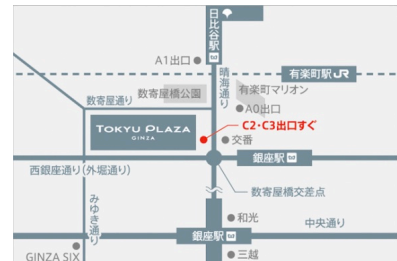 日比谷駅
A1出口
晴海通り
有楽町駅JR
数寄屋橋公園
有楽町マリオン
数寄屋通り
A0出口
TOKYU PLAZA
GINZA
C2・C3出口すぐ
交番
西銀座通り(外堀通り)
銀座駅
数寄屋橋交差点
みゆき通り
和光
中央通り
銀座駅
GINZA SIX
三越